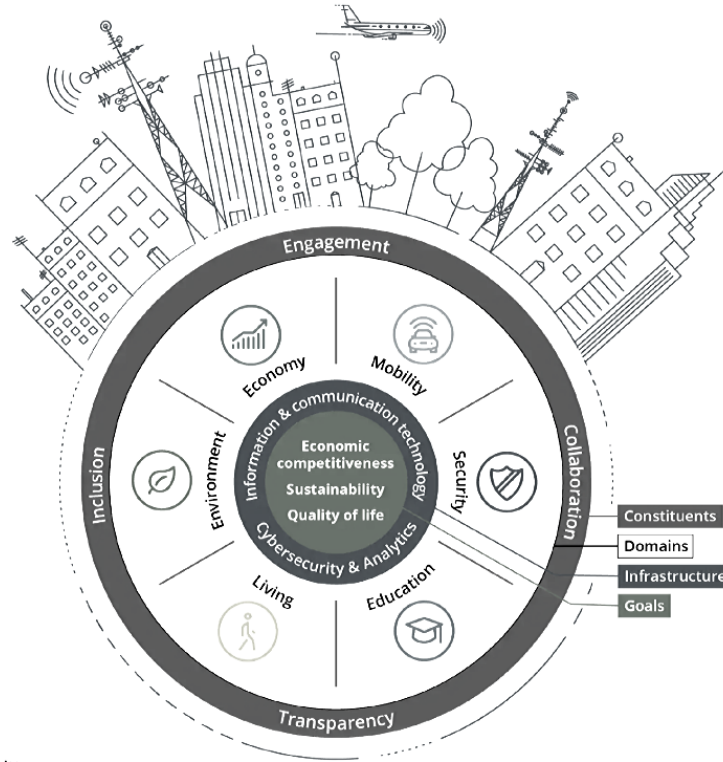 Engagement
Economy
Mobility
Inclusion
Environment
Information & communication technology
Economic
competitiveness
Sustainability
Quality of life
Cybersecurity & Analytics
Security
Collaboration
Living
Education
Transparency
Constituents
Domains
Infrastructure
Goals